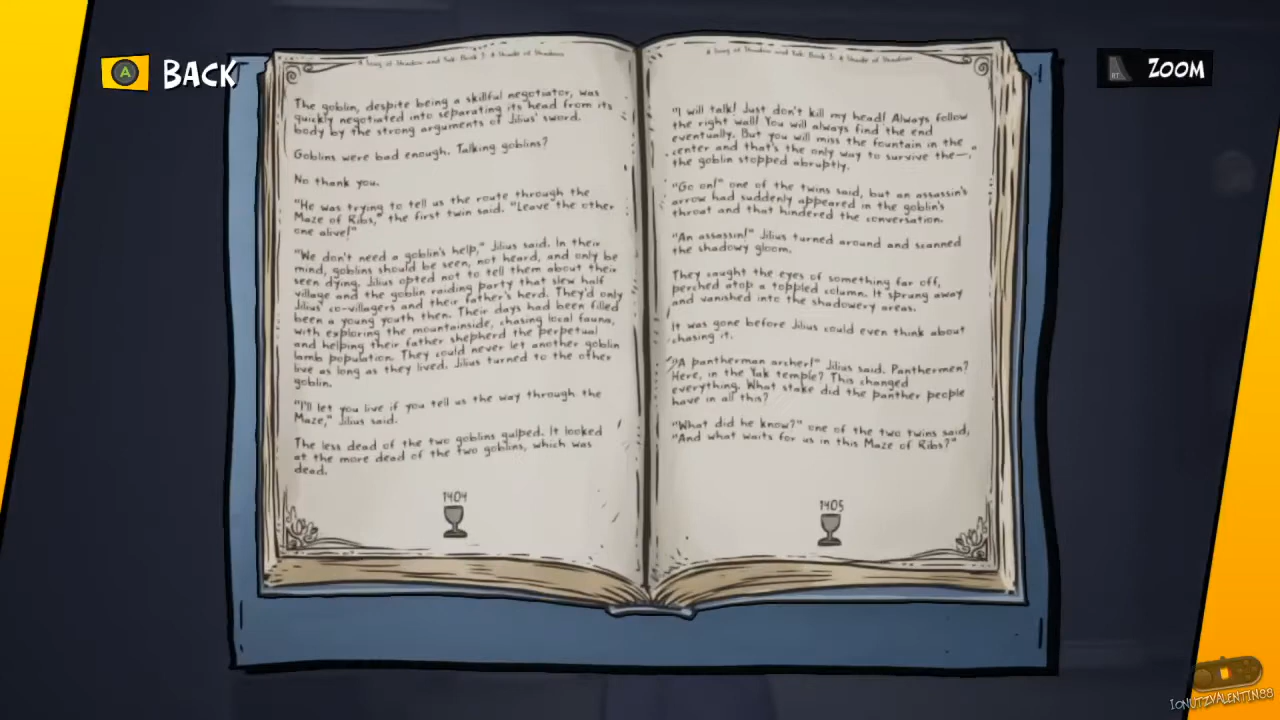 A BACK
RT ZOOM
A Song of Shadow and Yak: Book 3: A Shade of Shadows
The goblin, despite being a skillful negotiator, was
quickly negotiated into separating its head from its
body by the strong arguments of Jilius' sword.
Goblins were bad enough. Talking goblins?
No thank you.
"He was trying to tell us the route through the
Maze of Ribs," the first twin said. "Leave the other
one alive!"
"We don't need a goblin's help," Jilius said. In their
mind, goblins should be seen, not heard, and only be
seen dying. Jilius opted not to tell them about their
village and the goblin raiding party that slew half
Jilius' co-villagers and their father's herd. They'd only
been a young youth then. Their days had been filled
with exploring the mountainside, chasing local fauna,
and helping their father shepherd the perpetual
lamb population. They could never let another goblin
live as long as they lived. Jilius turned to the other
goblin.
"I'll let you live if you tell us the way through the
Maze," Jilius said.
The less dead of the two goblins gulped. It looked
at the more dead of the two goblins, which was
dead.
1404
A Song of Shadow and Yak: Book 3: A Shade of Shadows
"I will talk! Just don't kill my head! Always follow
the right wall! You will always find the end
eventually. But you will miss the fountain in the
center and that's the only way to survive the—,"
the goblin stopped abruptly.
"Go on!" one of the twins said, but an assassin's
arrow had suddenly appeared in the goblin's
throat and that hindered the conversation.
"An assassin!" Jilius turned around and scanned
the shadowy gloom.
They caught the eyes of something far off,
perched atop a toppled column. It sprung away
and vanished into the shadowery areas.
It was gone before Jilius could even think about
chasing it.
"A pantherman archer!" Jilius said. Panthermen?
Here, in the Yak temple? This changed
everything. What stake did the panther people
have in all this?
"What did he know?" one of the two twins said,
"And what waits for us in this Maze of Ribs?"
1405
IONUTZVALENTIN88